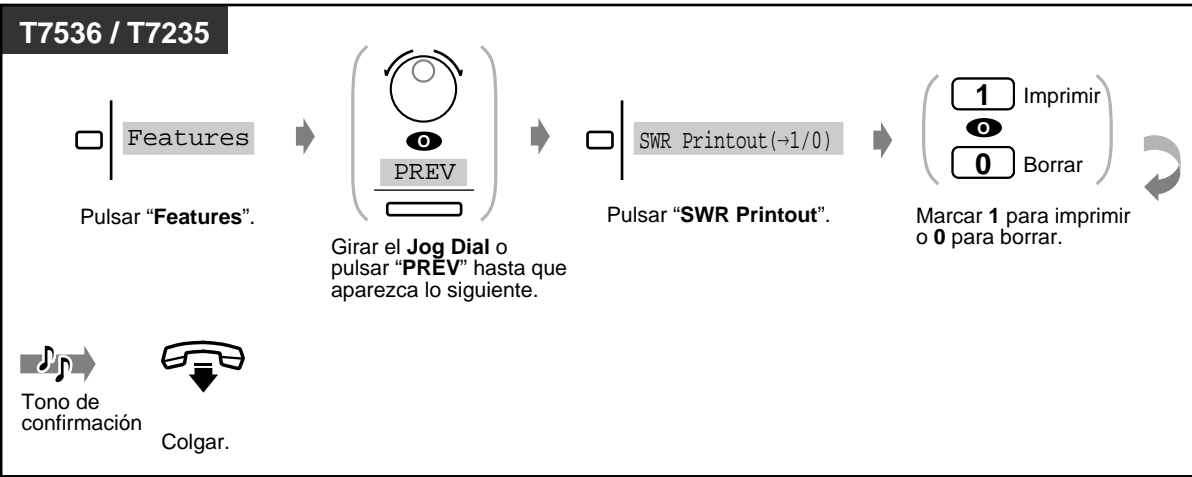 T7536 / T7235
Features
Pulsar “Features”.
o
PREV
Girar el Jog Dial o
pulsar “PREV” hasta que
aparezca lo siguiente.
SWR Printout(→1/0)
Pulsar “SWR Printout”.
1 Imprimir
o
0 Borrar
Marcar 1 para imprimir
o 0 para borrar.
Tono de
confirmación
Colgar.